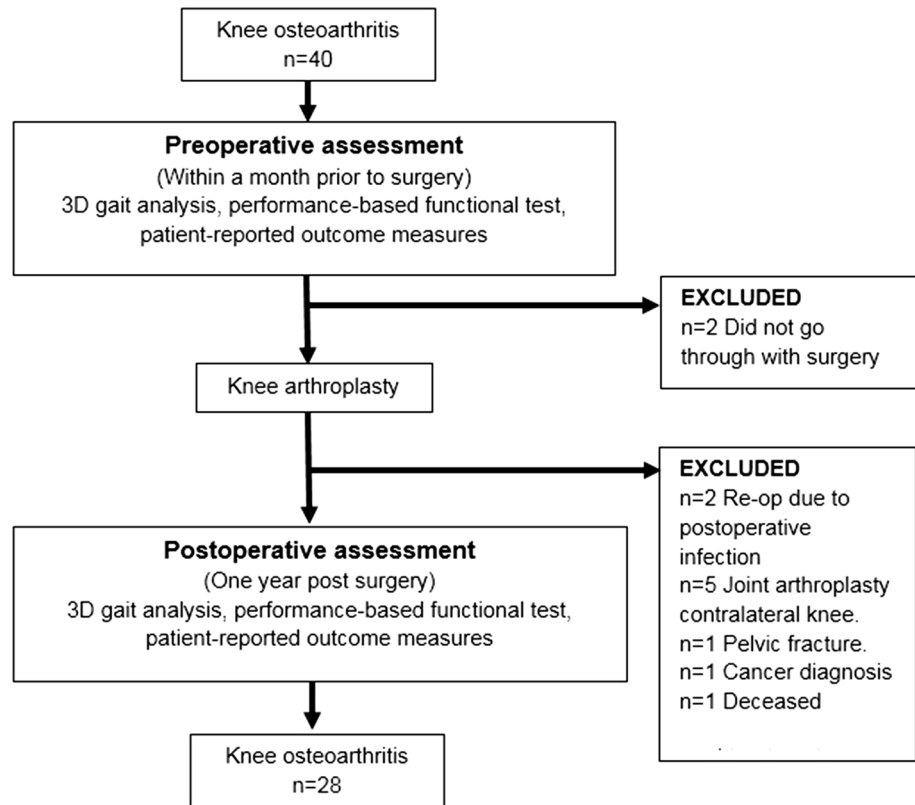 Knee osteoarthritis
n=40
Preoperative assessment
(Within a month prior to surgery)
3D gait analysis, performance-based functional test,
patient-reported outcome measures
EXCLUDED
n=2 Did not go
through with surgery
Knee arthroplasty
EXCLUDED
n=2 Re-op due to
postoperative
infection
n=5 Joint arthroplasty
contralateral knee.
n=1 Pelvic fracture.
n=1 Cancer diagnosis
n=1 Deceased
Postoperative assessment
(One year post surgery)
3D gait analysis, performance-based functional test,
patient-reported outcome measures
Knee osteoarthritis
n=28